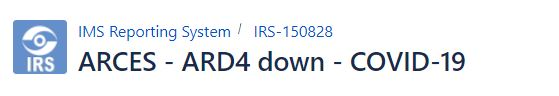 IMS Reporting System / IRS-150828
IRS
ARCES - ARD4 down - COVID-19